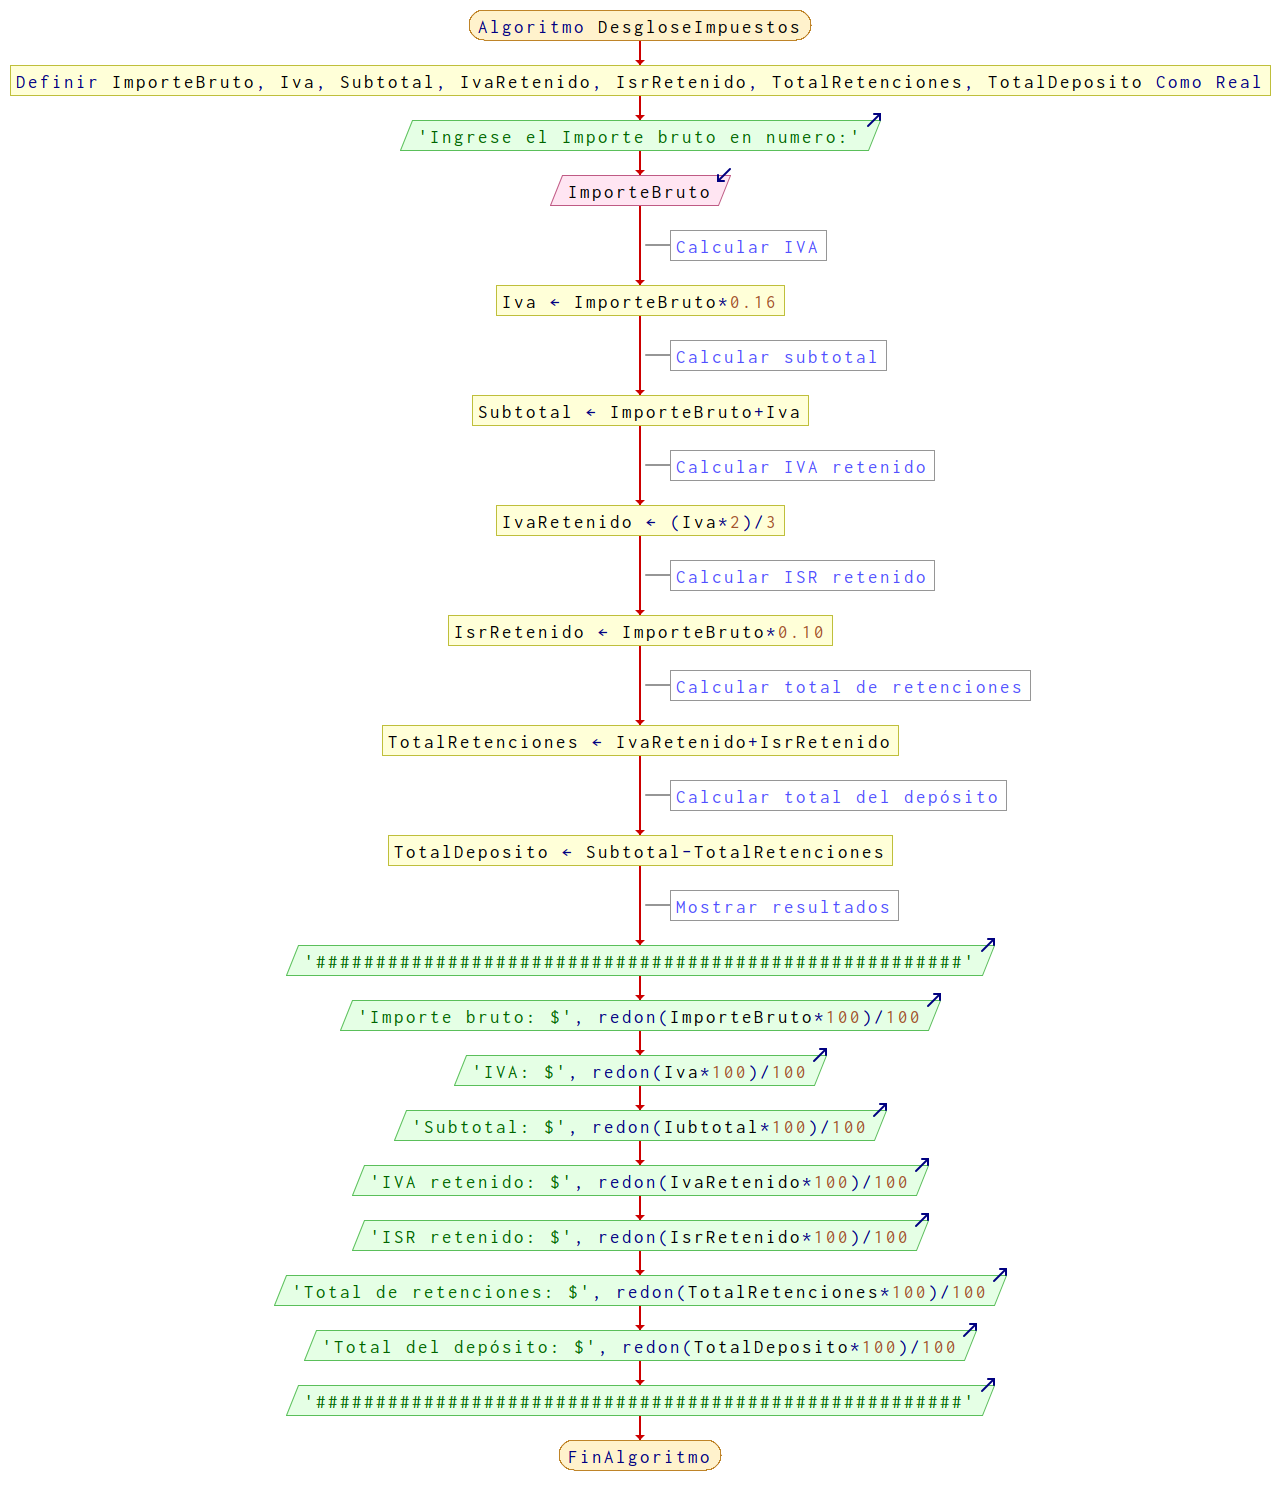 Algoritmo DesgloseImpuestos
Definir ImporteBruto, Iva, Subtotal, IvaRetenido, IsrRetenido, TotalRetenciones, TotalDeposito Como Real
'Ingrese el Importe bruto en numero:'
ImporteBruto
Calcular IVA
Iva ← ImporteBruto*0.16
Calcular subtotal
Subtotal ← ImporteBruto+Iva
Calcular IVA retenido
IvaRetenido ← (Iva*2)/3
Calcular ISR retenido
IsrRetenido ← ImporteBruto*0.10
Calcular total de retenciones
TotalRetenciones ← IvaRetenido+IsrRetenido
Calcular total del depósito
TotalDeposito ← Subtotal-TotalRetenciones
Mostrar resultados
'######################################################'
'Importe bruto: $', redon(ImporteBruto*100)/100
'IVA: $', redon(Iva*100)/100
'Subtotal: $', redon(Iubtotal*100)/100
'IVA retenido: $', redon(IvaRetenido*100)/100
'ISR retenido: $', redon(IsrRetenido*100)/100
'Total de retenciones: $', redon(TotalRetenciones*100)/100
'Total del depósito: $', redon(TotalDeposito*100)/100
'######################################################'
FinAlgoritmo